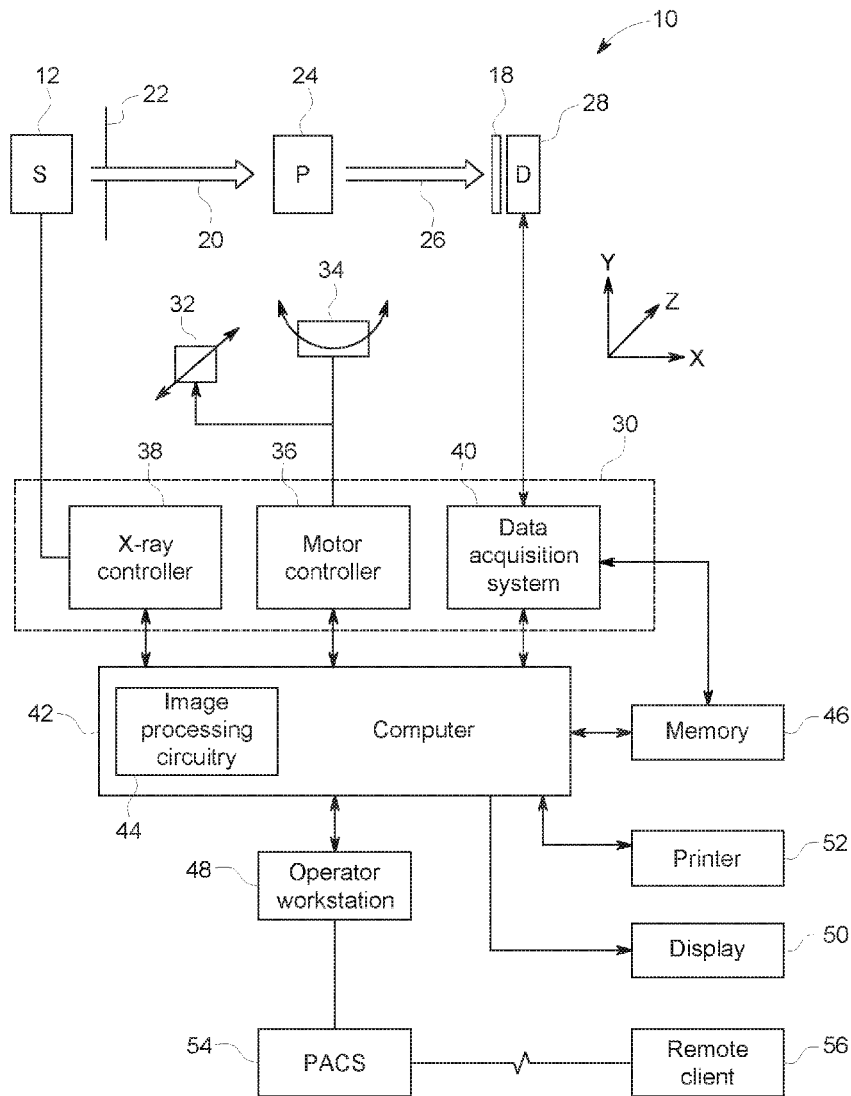 10
12
22
24
18
28
S
P
D
20
26
34
32
Y
Z
X
30
38
36
40
X-ray
controller
Motor
controller
Data
acquisition
system
42
Image
processing
circuitry
Computer
Memory
46
44
48
Operator
workstation
Printer
52
Display
50
54
PACS
Remote
client
56